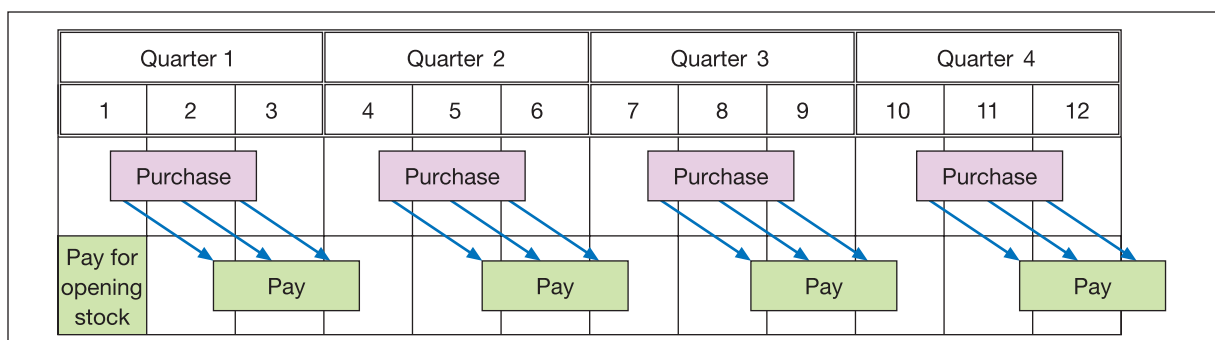 Quarter 1 Quarter 2 Quarter 3 Quarter 4
1 2 3 4 5 6 7 8 9 10 11 12
Purchase Purchase Purchase Purchase
Pay for
opening
stock
Pay Pay Pay Pay